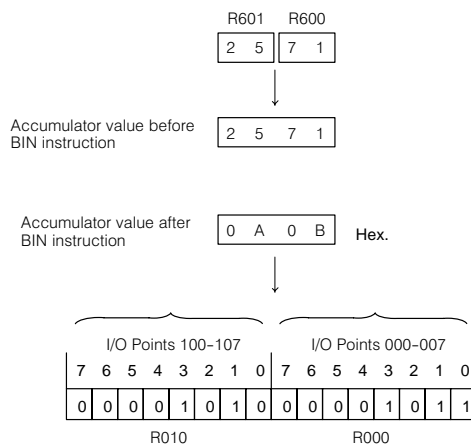 R601 R600
2 5 7 1
Accumulator value before
BIN instruction
2 5 7 1
Accumulator value after
BIN instruction
0 A 0 B Hex.
I/O Points 100-107 I/O Points 000-007
7 6 5 4 3 2 1 0 7 6 5 4 3 2 1 0
0 0 0 0 1 0 1 0 0 0 0 0 1 0 1 1
R010 R000